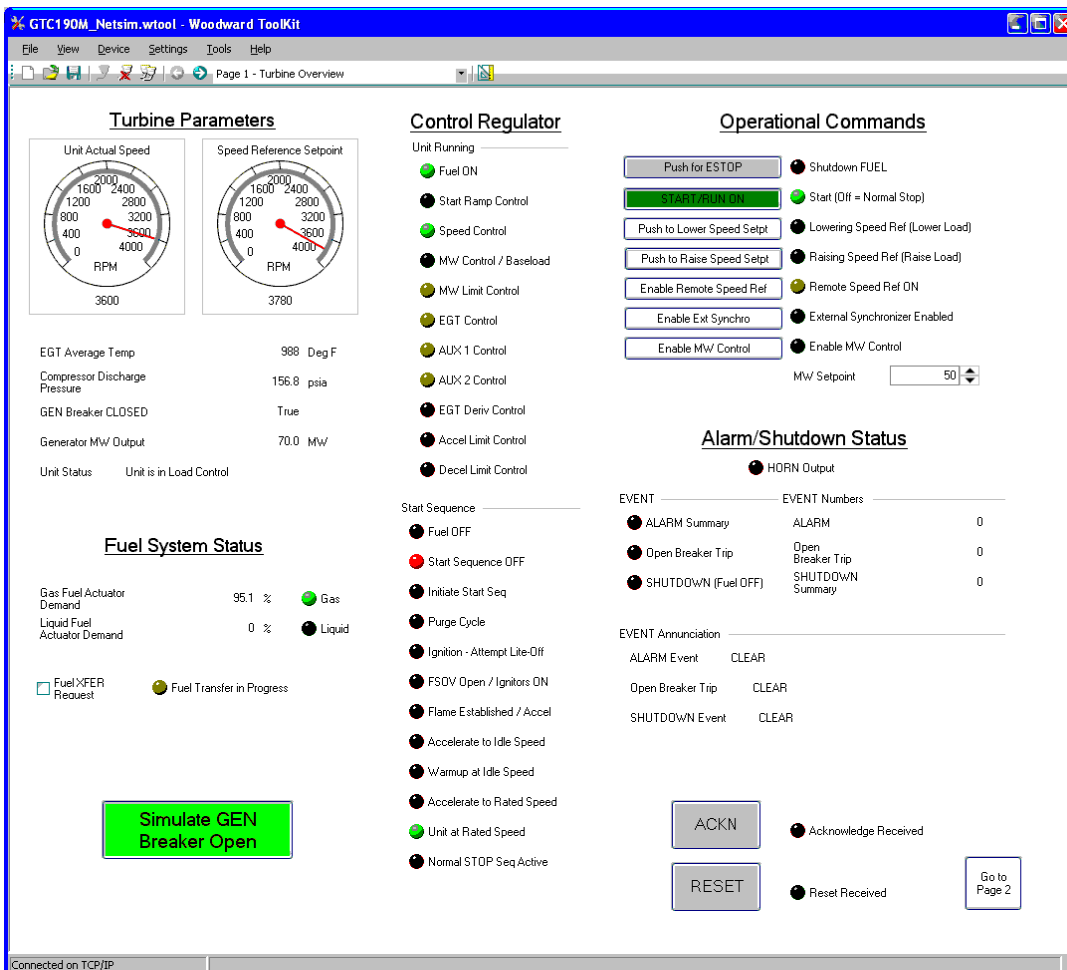 GTC190M_Netsim.wtool - Woodward ToolKit
File View Device Settings Tools Help
Page 1 - Turbine Overview
Turbine Parameters
Unit Actual Speed
0 400 800 1200 1600 2000 2400 2800 3200 3600 4000
RPM
3600
Speed Reference Setpoint
0 400 800 1200 1600 2000 2400 2800 3200 3600 4000
RPM
3780
EGT Average Temp 988 Deg F
Compressor Discharge
Pressure 156.8 psia
GEN Breaker CLOSED True
Generator MW Output 70.0 MW
Unit Status Unit is in Load Control
Fuel System Status
Gas Fuel Actuator
Demand 95.1 % Gas
Liquid Fuel
Actuator Demand 0 % Liquid
Fuel XFER
Request
Fuel Transfer in Progress
Simulate GEN
Breaker Open
Control Regulator
Unit Running
Fuel ON
Start Ramp Control
Speed Control
MW Control / Baseload
MW Limit Control
EGT Control
AUX 1 Control
AUX 2 Control
EGT Deriv Control
Accel Limit Control
Decel Limit Control
Start Sequence
Fuel OFF
Start Sequence OFF
Initiate Start Seq
Purge Cycle
Ignition - Attempt Lite-Off
FSOV Open / Ignitors ON
Flame Established / Accel
Accelerate to Idle Speed
Warmup at Idle Speed
Accelerate to Rated Speed
Unit at Rated Speed
Normal STOP Seq Active
Operational Commands
Push for ESTOP Shutdown FUEL
START/RUN ON Start (Off = Normal Stop)
Push to Lower Speed Setpt Lowering Speed Ref (Lower Load)
Push to Raise Speed Setpt Raising Speed Ref (Raise Load)
Enable Remote Speed Ref Remote Speed Ref ON
Enable Ext Synchro External Synchronizer Enabled
Enable MW Control Enable MW Control
MW Setpoint 50
Alarm/Shutdown Status
HORN Output
EVENT EVENT Numbers
ALARM Summary ALARM 0
Open Breaker Trip Open
Breaker Trip 0
SHUTDOWN (Fuel OFF) SHUTDOWN
Summary 0
EVENT Annunciation
ALARM Event CLEAR
Open Breaker Trip CLEAR
SHUTDOWN Event CLEAR
ACKN Acknowledge Received
RESET Reset Received
Go to
Page 2
Connected on TCP/IP